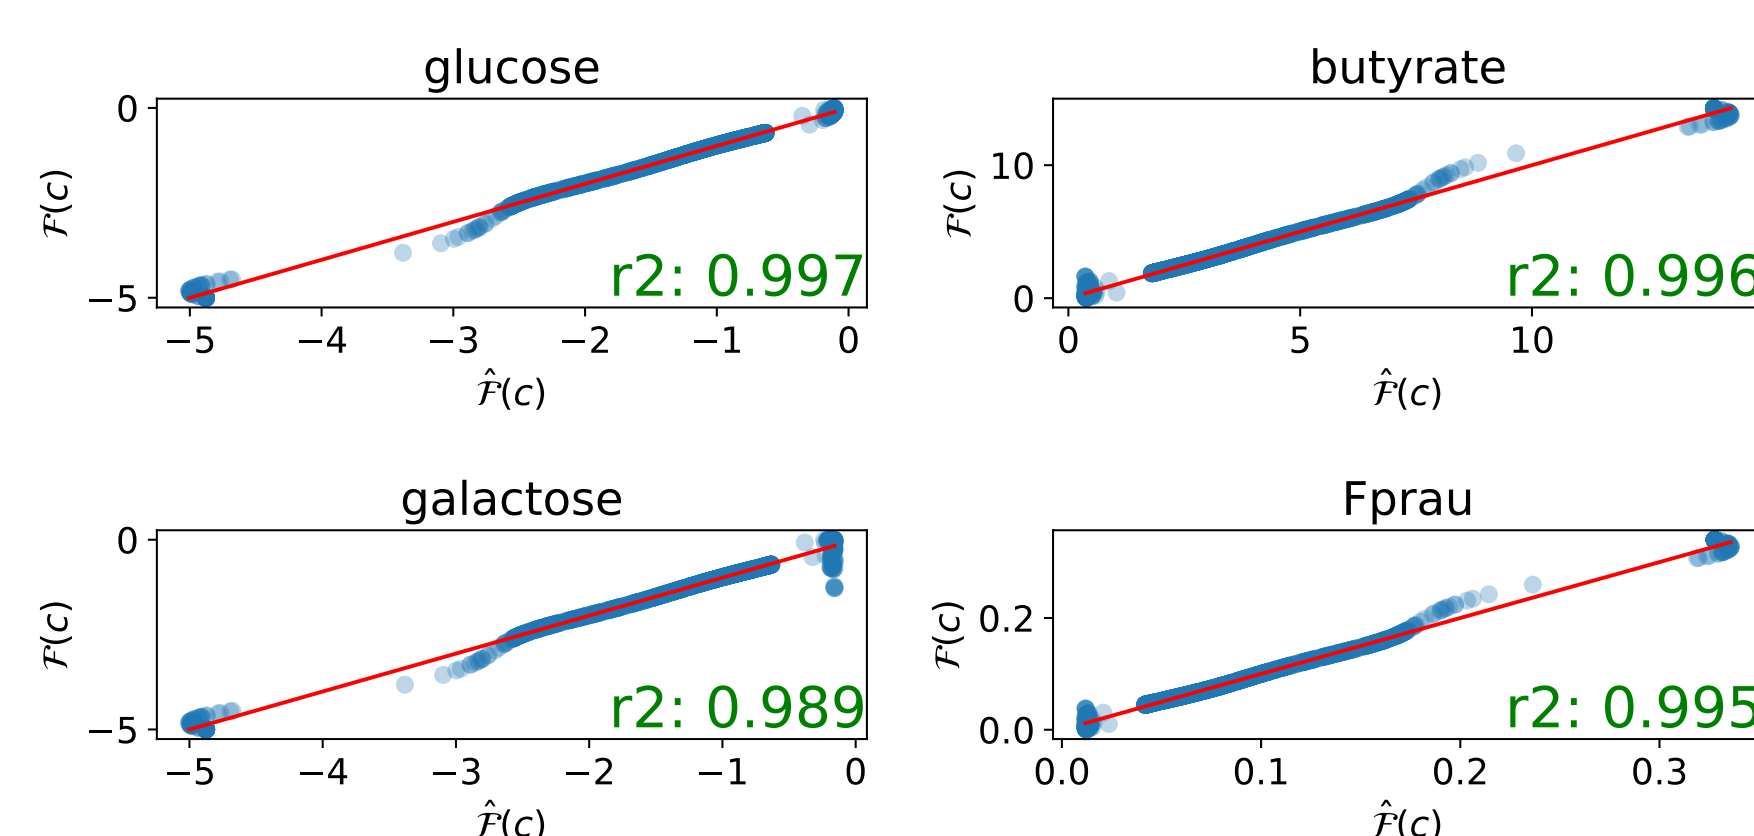 glucose
0
−5
ℱ(c)
r2: 0.997
−5 −4 −3 −2 −1 0
ℱ̂(c)
butyrate
10
0
ℱ(c)
r2: 0.996
0 5 10
ℱ̂(c)
galactose
0
−5
ℱ(c)
r2: 0.989
−5 −4 −3 −2 −1 0
ℱ̂(c)
Fprau
0.2
0.0
ℱ(c)
r2: 0.995
0.0 0.1 0.2 0.3
ℱ̂(c)